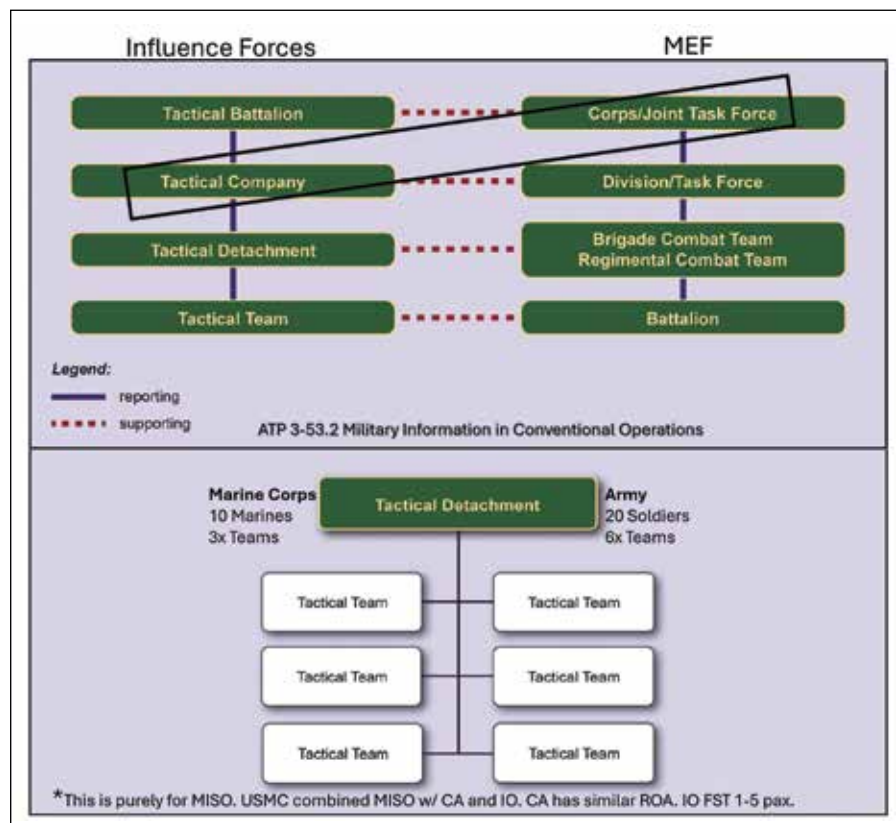 Influence Forces
MEF
Tactical Battalion
Corps/Joint Task Force
Tactical Company
Division/Task Force
Tactical Detachment
Brigade Combat Team
Regimental Combat Team
Tactical Team
Battalion
Legend:
reporting
supporting
ATP 3-53.2 Military Information in Conventional Operations
Marine Corps
10 Marines
3x Teams
Tactical Detachment
Army
20 Soldiers
6x Teams
Tactical Team
Tactical Team
Tactical Team
Tactical Team
Tactical Team
Tactical Team
*This is purely for MISO. USMC combined MISO w/ CA and IO. CA has similar ROA. IO FST 1-5 pax.